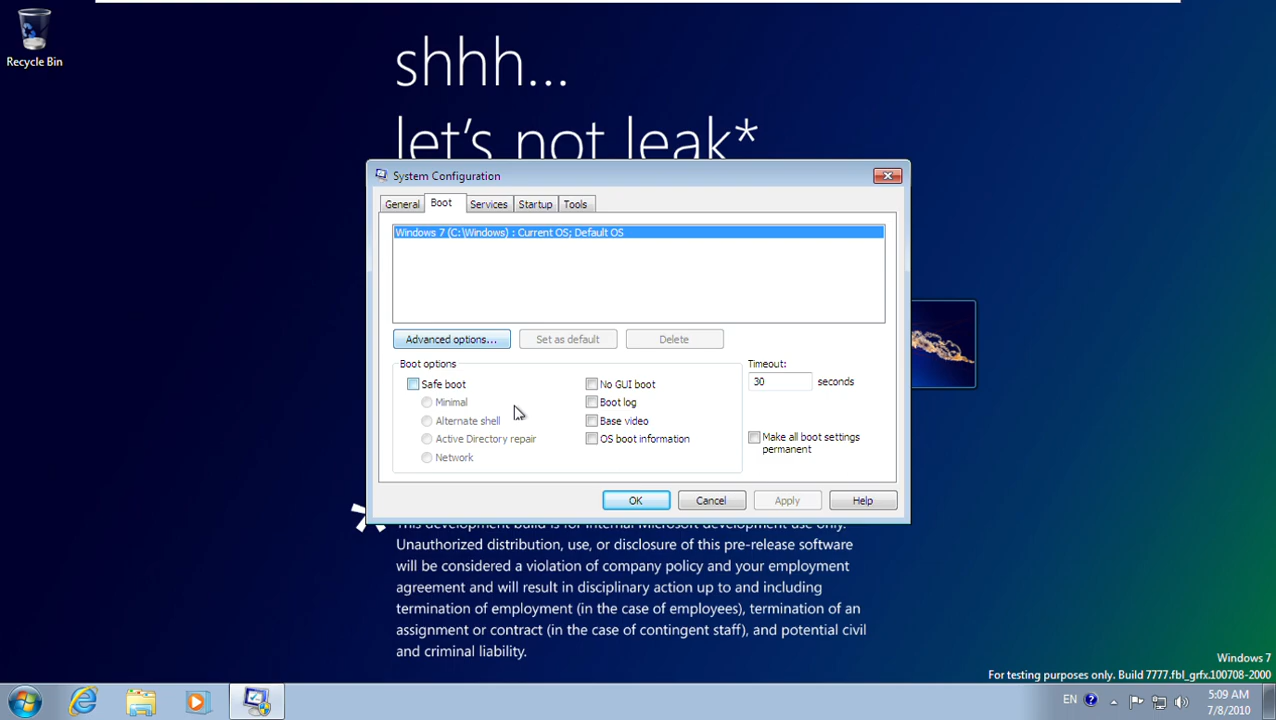 Recycle Bin
shhh...
let's not leak*
System Configuration
General Boot Services Startup Tools
Windows 7 (C:\Windows) : Current OS; Default OS
Advanced options... Set as default Delete
Boot options
Safe boot
Minimal
Alternate shell
Active Directory repair
Network
No GUI boot
Boot log
Base video
OS boot information
Timeout:
30 seconds
Make all boot settings
permanent
OK Cancel Apply Help
*
This development build is for internal Microsoft development use only.
Unauthorized distribution, use, or disclosure of this pre-release software
will be considered a violation of company policy and your employment
agreement and will result in disciplinary action up to and including
termination of employment (in the case of employees), termination of an
assignment or contract (in the case of contingent staff), and potential civil
and criminal liability.
Windows 7
For testing purposes only. Build 7777.fbl_grfx.100708-2000
EN
5:09 AM
7/8/2010